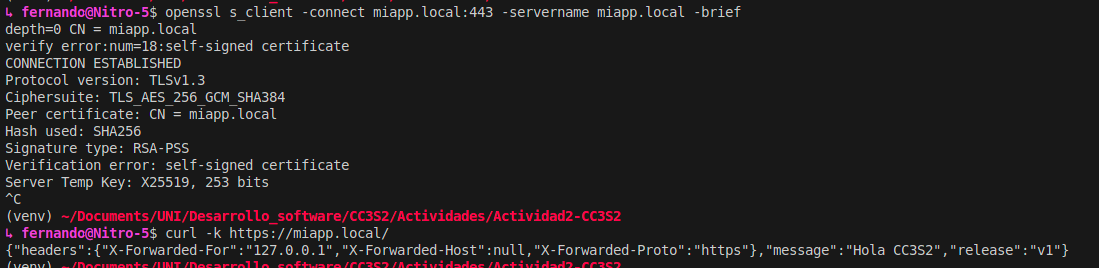 ↳ fernando@Nitro-5$ openssl s_client -connect miapp.local:443 -servername miapp.local -brief
depth=0 CN = miapp.local
verify error:num=18:self-signed certificate
CONNECTION ESTABLISHED
Protocol version: TLSv1.3
Ciphersuite: TLS_AES_256_GCM_SHA384
Peer certificate: CN = miapp.local
Hash used: SHA256
Signature type: RSA-PSS
Verification error: self-signed certificate
Server Temp Key: X25519, 253 bits
^C
(venv) ~/Documents/UNI/Desarrollo_software/CC3S2/Actividades/Actividad2-CC3S2
↳ fernando@Nitro-5$ curl -k https://miapp.local/
{"headers":{"X-Forwarded-For":"127.0.0.1","X-Forwarded-Host":null,"X-Forwarded-Proto":"https"},"message":"Hola CC3S2","release":"v1"}
(venv) ~/Documents/UNI/Desarrollo_software/CC3S2/Actividades/Actividad2-CC3S2